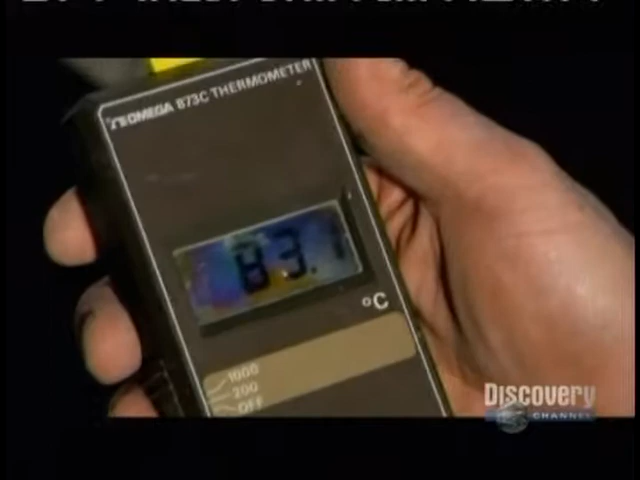 OMEGA 873C THERMOMETER
83.1
°C
1000
200
OFF
Discovery
CHANNEL